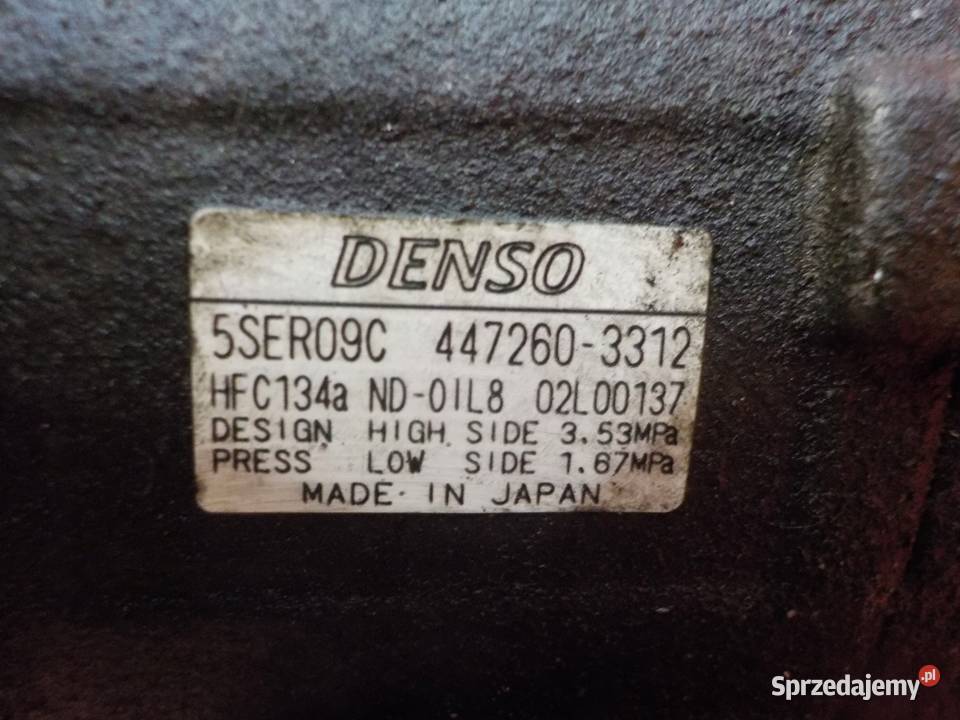 DENSO
5SER09C 447260-3312
HFC134a ND-OIL8 02L00137
DESIGN HIGH SIDE 3.53MPa
PRESS LOW SIDE 1.67MPa
MADE IN JAPAN
Sprzedajemy.pl